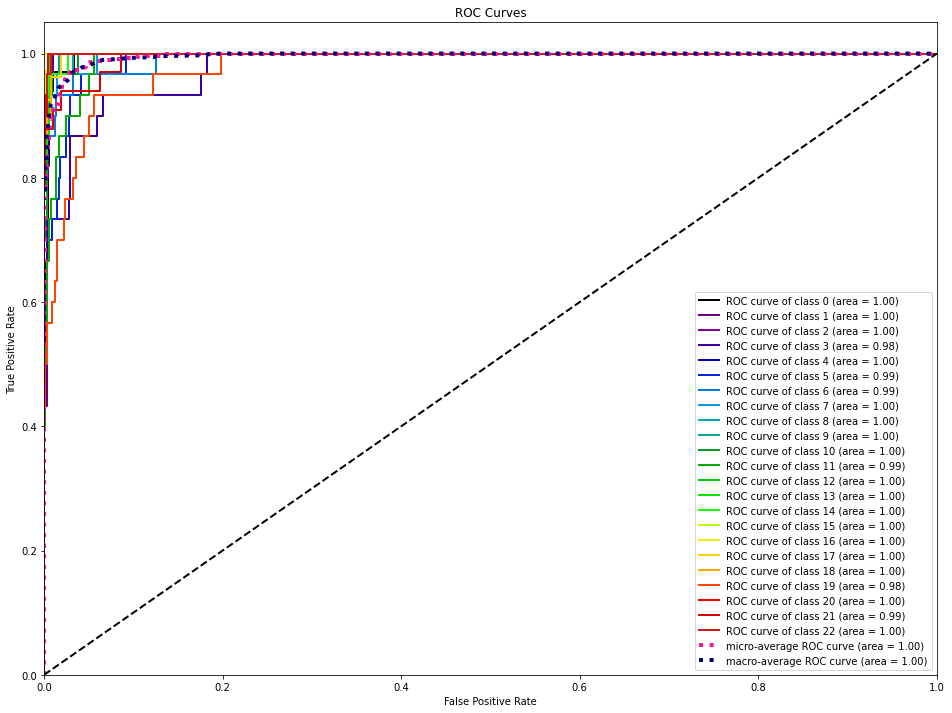 ROC Curves
1.0
0.8
0.6
0.4
0.2
0.0
True Positive Rate
0.0
0.2
0.4
0.6
0.8
1.0
False Positive Rate
ROC curve of class 0 (area = 1.00)
ROC curve of class 1 (area = 1.00)
ROC curve of class 2 (area = 1.00)
ROC curve of class 3 (area = 0.98)
ROC curve of class 4 (area = 1.00)
ROC curve of class 5 (area = 0.99)
ROC curve of class 6 (area = 0.99)
ROC curve of class 7 (area = 1.00)
ROC curve of class 8 (area = 1.00)
ROC curve of class 9 (area = 1.00)
ROC curve of class 10 (area = 1.00)
ROC curve of class 11 (area = 0.99)
ROC curve of class 12 (area = 1.00)
ROC curve of class 13 (area = 1.00)
ROC curve of class 14 (area = 1.00)
ROC curve of class 15 (area = 1.00)
ROC curve of class 16 (area = 1.00)
ROC curve of class 17 (area = 1.00)
ROC curve of class 18 (area = 1.00)
ROC curve of class 19 (area = 0.98)
ROC curve of class 20 (area = 1.00)
ROC curve of class 21 (area = 0.99)
ROC curve of class 22 (area = 1.00)
micro-average ROC curve (area = 1.00)
macro-average ROC curve (area = 1.00)